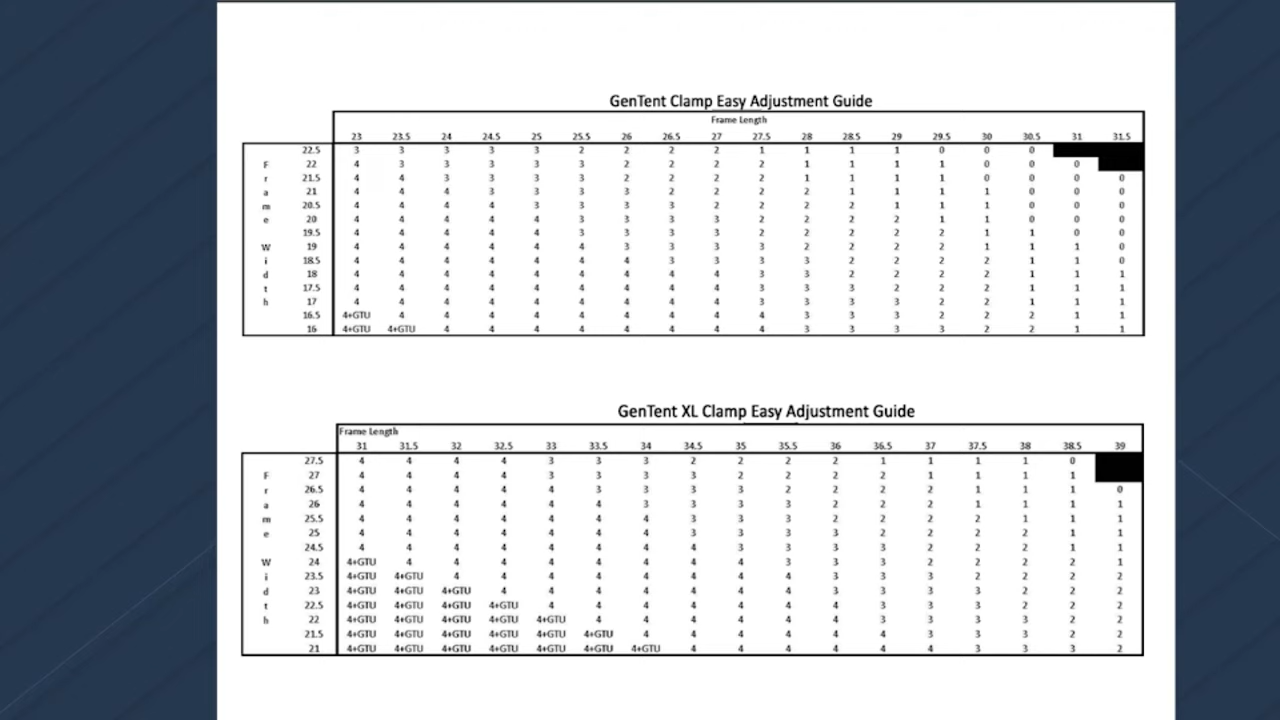 GenTent Clamp Easy Adjustment Guide
Frame Length
23 23.5 24 24.5 25 25.5 26 26.5 27 27.5 28 28.5 29 29.5 30 30.5 31 31.5
22.5 3 3 3 3 3 2 2 2 2 1 1 1 1 0 0 0
F 22 4 3 3 3 3 3 2 2 2 2 1 1 1 1 0 0 0
r 21.5 4 4 3 3 3 3 2 2 2 2 1 1 1 1 0 0 0 0
a 21 4 4 4 3 3 3 3 2 2 2 2 1 1 1 1 0 0 0
m 20.5 4 4 4 4 3 3 3 3 2 2 2 2 1 1 1 0 0 0
e 20 4 4 4 4 4 3 3 3 3 2 2 2 2 1 1 0 0 0
19.5 4 4 4 4 4 3 3 3 3 2 2 2 2 2 1 1 0 0
W 19 4 4 4 4 4 4 3 3 3 3 2 2 2 2 1 1 1 0
i 18.5 4 4 4 4 4 4 4 3 3 3 3 2 2 2 2 1 1 0
d 18 4 4 4 4 4 4 4 4 4 3 3 2 2 2 2 1 1 1
t 17.5 4 4 4 4 4 4 4 4 4 3 3 3 2 2 2 1 1 1
h 17 4 4 4 4 4 4 4 4 4 3 3 3 3 2 2 1 1 1
16.5 4+GTU 4 4 4 4 4 4 4 4 4 3 3 3 2 2 2 1 1
16 4+GTU 4+GTU 4 4 4 4 4 4 4 4 3 3 3 3 2 2 1 1
GenTent XL Clamp Easy Adjustment Guide
Frame Length
31 31.5 32 32.5 33 33.5 34 34.5 35 35.5 36 36.5 37 37.5 38 38.5 39
27.5 4 4 4 4 3 3 3 2 2 2 2 1 1 1 1 0
F 27 4 4 4 4 3 3 3 3 2 2 2 2 1 1 1 1
r 26.5 4 4 4 4 4 3 3 3 3 2 2 2 2 1 1 1 0
a 26 4 4 4 4 4 4 3 3 3 3 2 2 2 1 1 1 1
m 25.5 4 4 4 4 4 4 4 3 3 3 2 2 2 2 1 1 1
e 25 4 4 4 4 4 4 4 3 3 3 3 2 2 2 2 1 1
24.5 4 4 4 4 4 4 4 4 3 3 3 3 2 2 2 1 1
W 24 4+GTU 4 4 4 4 4 4 4 4 3 3 3 2 2 2 2 1
i 23.5 4+GTU 4+GTU 4 4 4 4 4 4 4 4 3 3 3 2 2 2 2
d 23 4+GTU 4+GTU 4+GTU 4 4 4 4 4 4 4 3 3 3 3 2 2 2
t 22.5 4+GTU 4+GTU 4+GTU 4+GTU 4 4 4 4 4 4 4 3 3 3 2 2 2
h 22 4+GTU 4+GTU 4+GTU 4+GTU 4+GTU 4 4 4 4 4 4 3 3 3 3 2 2
21.5 4+GTU 4+GTU 4+GTU 4+GTU 4+GTU 4+GTU 4 4 4 4 4 4 3 3 3 2 2
21 4+GTU 4+GTU 4+GTU 4+GTU 4+GTU 4+GTU 4+GTU 4 4 4 4 4 4 3 3 3 2